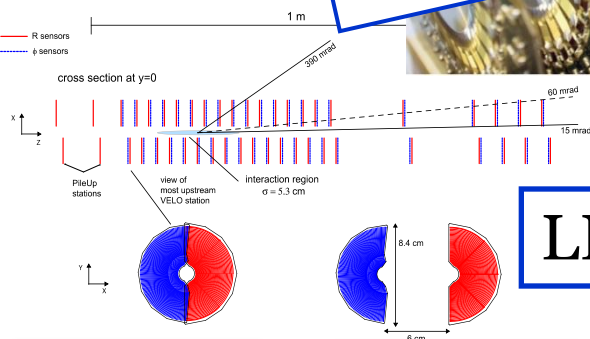 1 m
R sensors
ϕ sensors
390 mrad
cross section at y=0
60 mrad
X
Z
15 mrad
PileUp
stations
view of
most upstream
VELO station
interaction region
σ = 5.3 cm
8.4 cm
Y
X
6 cm